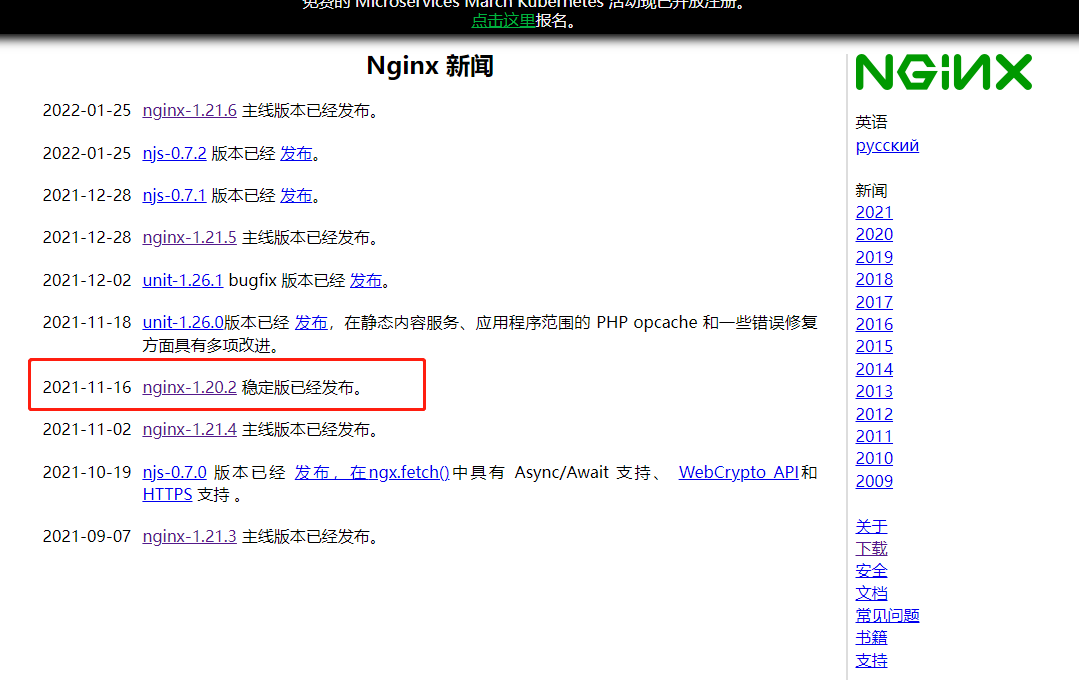 免费的 Microservices March Kubernetes 活动现已开放注册。
点击这里报名。
Nginx 新闻
2022-01-25 nginx-1.21.6 主线版本已经发布。
2022-01-25 njs-0.7.2 版本已经 发布。
2021-12-28 njs-0.7.1 版本已经 发布。
2021-12-28 nginx-1.21.5 主线版本已经发布。
2021-12-02 unit-1.26.1 bugfix 版本已经 发布。
2021-11-18 unit-1.26.0版本已经 发布，在静态内容服务、应用程序范围的 PHP opcache 和一些错误修复
方面具有多项改进。
2021-11-16 nginx-1.20.2 稳定版已经发布。
2021-11-02 nginx-1.21.4 主线版本已经发布。
2021-10-19 njs-0.7.0 版本已经 发布，在ngx.fetch()中具有 Async/Await 支持、 WebCrypto API和
HTTPS 支持 。
2021-09-07 nginx-1.21.3 主线版本已经发布。
NGiNX
英语
русский
新闻
2021
2020
2019
2018
2017
2016
2015
2014
2013
2012
2011
2010
2009
关于
下载
安全
文档
常见问题
书籍
支持